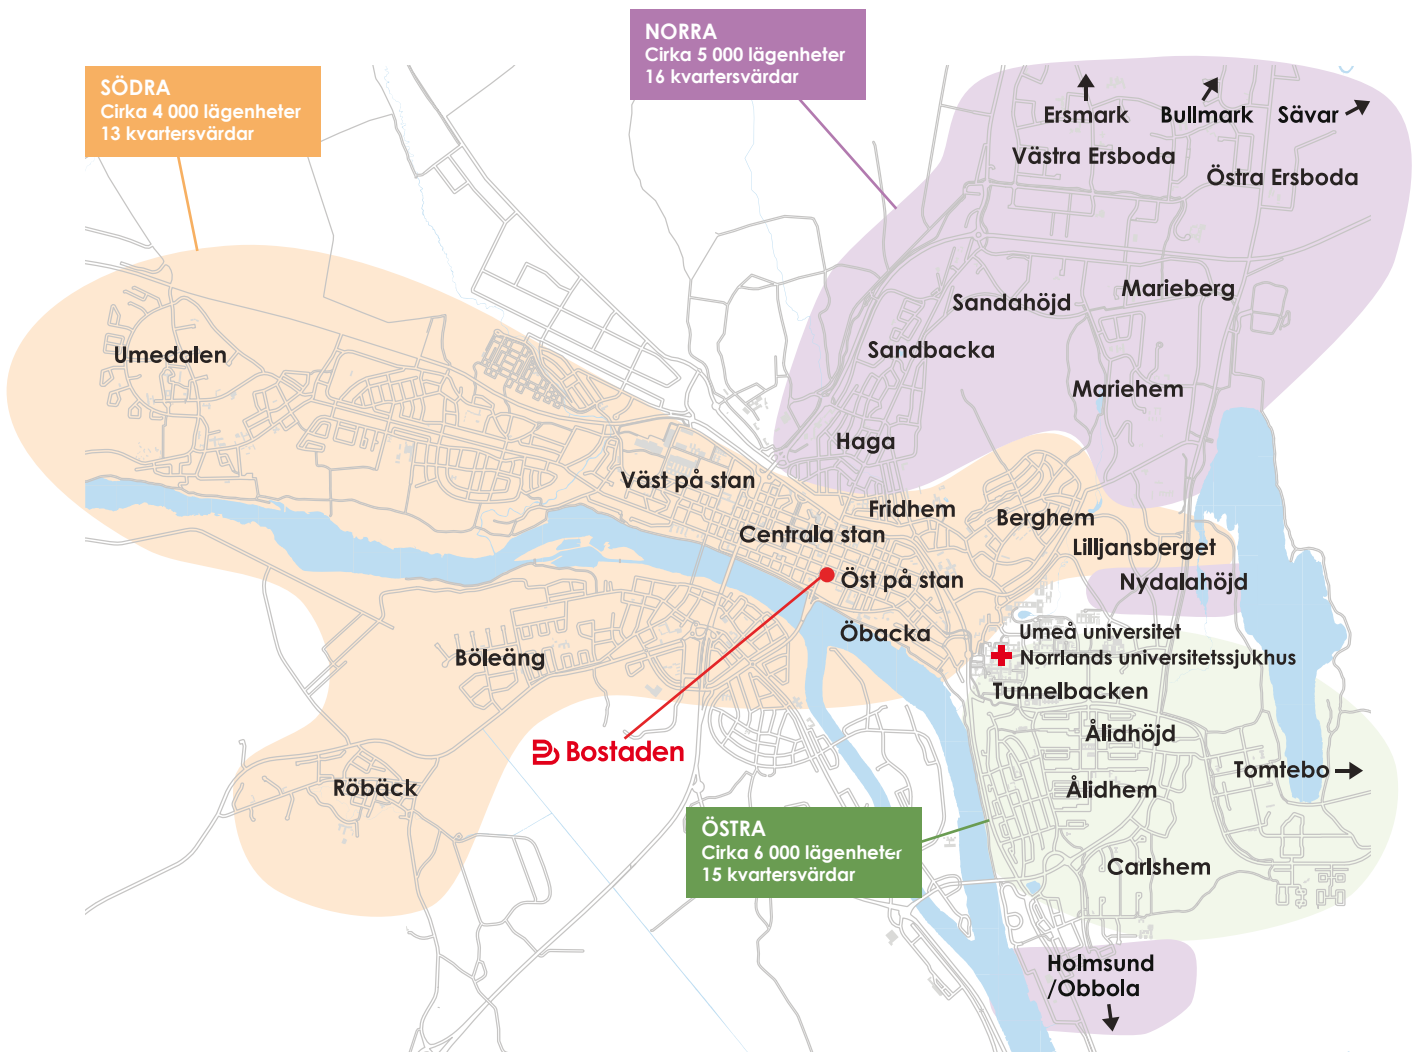 NORRA
Cirka 5 000 lägenheter
16 kvartersvärdar
SÖDRA
Cirka 4 000 lägenheter
13 kvartersvärdar
Ersmark
Bullmark
Sävar
Västra Ersboda
Östra Ersboda
Marieberg
Sandahöjd
Sandbacka
Umedalen
Mariehem
Haga
Väst på stan
Fridhem
Berghem
Centrala stan
Lilljansberget
Öst på stan
Nydalahöjd
Öbacka
Umeå universitet
Norrlands universitetssjukhus
Böleäng
Tunnelbacken
Ålidhöjd
Bostaden
Tomtebo
Röbäck
Ålidhem
ÖSTRA
Cirka 6 000 lägenheter
15 kvartersvärdar
Carlshem
Holmsund
/Obbola